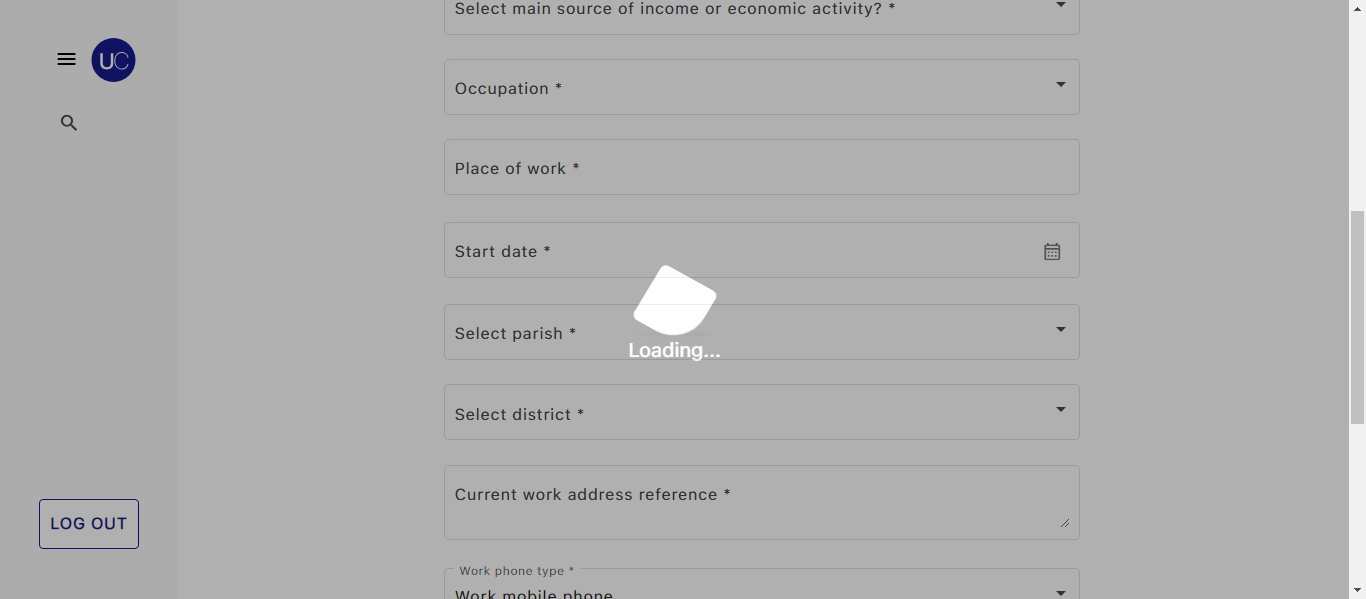 Select main source of income or economic activity? *
UC
Occupation *
Place of work *
Start date *
Select parish *
Loading...
Select district *
Current work address reference *
LOG OUT
Work phone type *
Work mobile phone